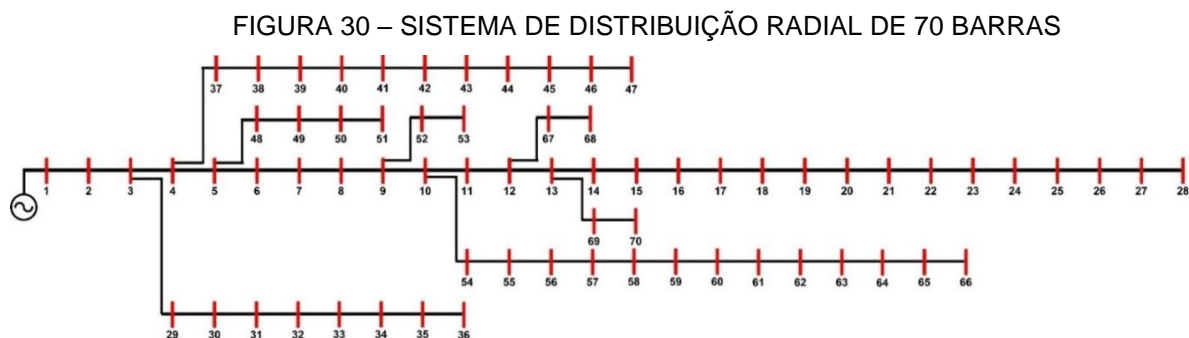 FIGURA 30 – SISTEMA DE DISTRIBUIÇÃO RADIAL DE 70 BARRAS
37 38 39 40 41 42 43 44 45 46 47
48 49 50 51 52 53 67 68
1 2 3 4 5 6 7 8 9 10 11 12 13 14 15 16 17 18 19 20 21 22 23 24 25 26 27 28
69 70
54 55 56 57 58 59 60 61 62 63 64 65 66
29 30 31 32 33 34 35 36